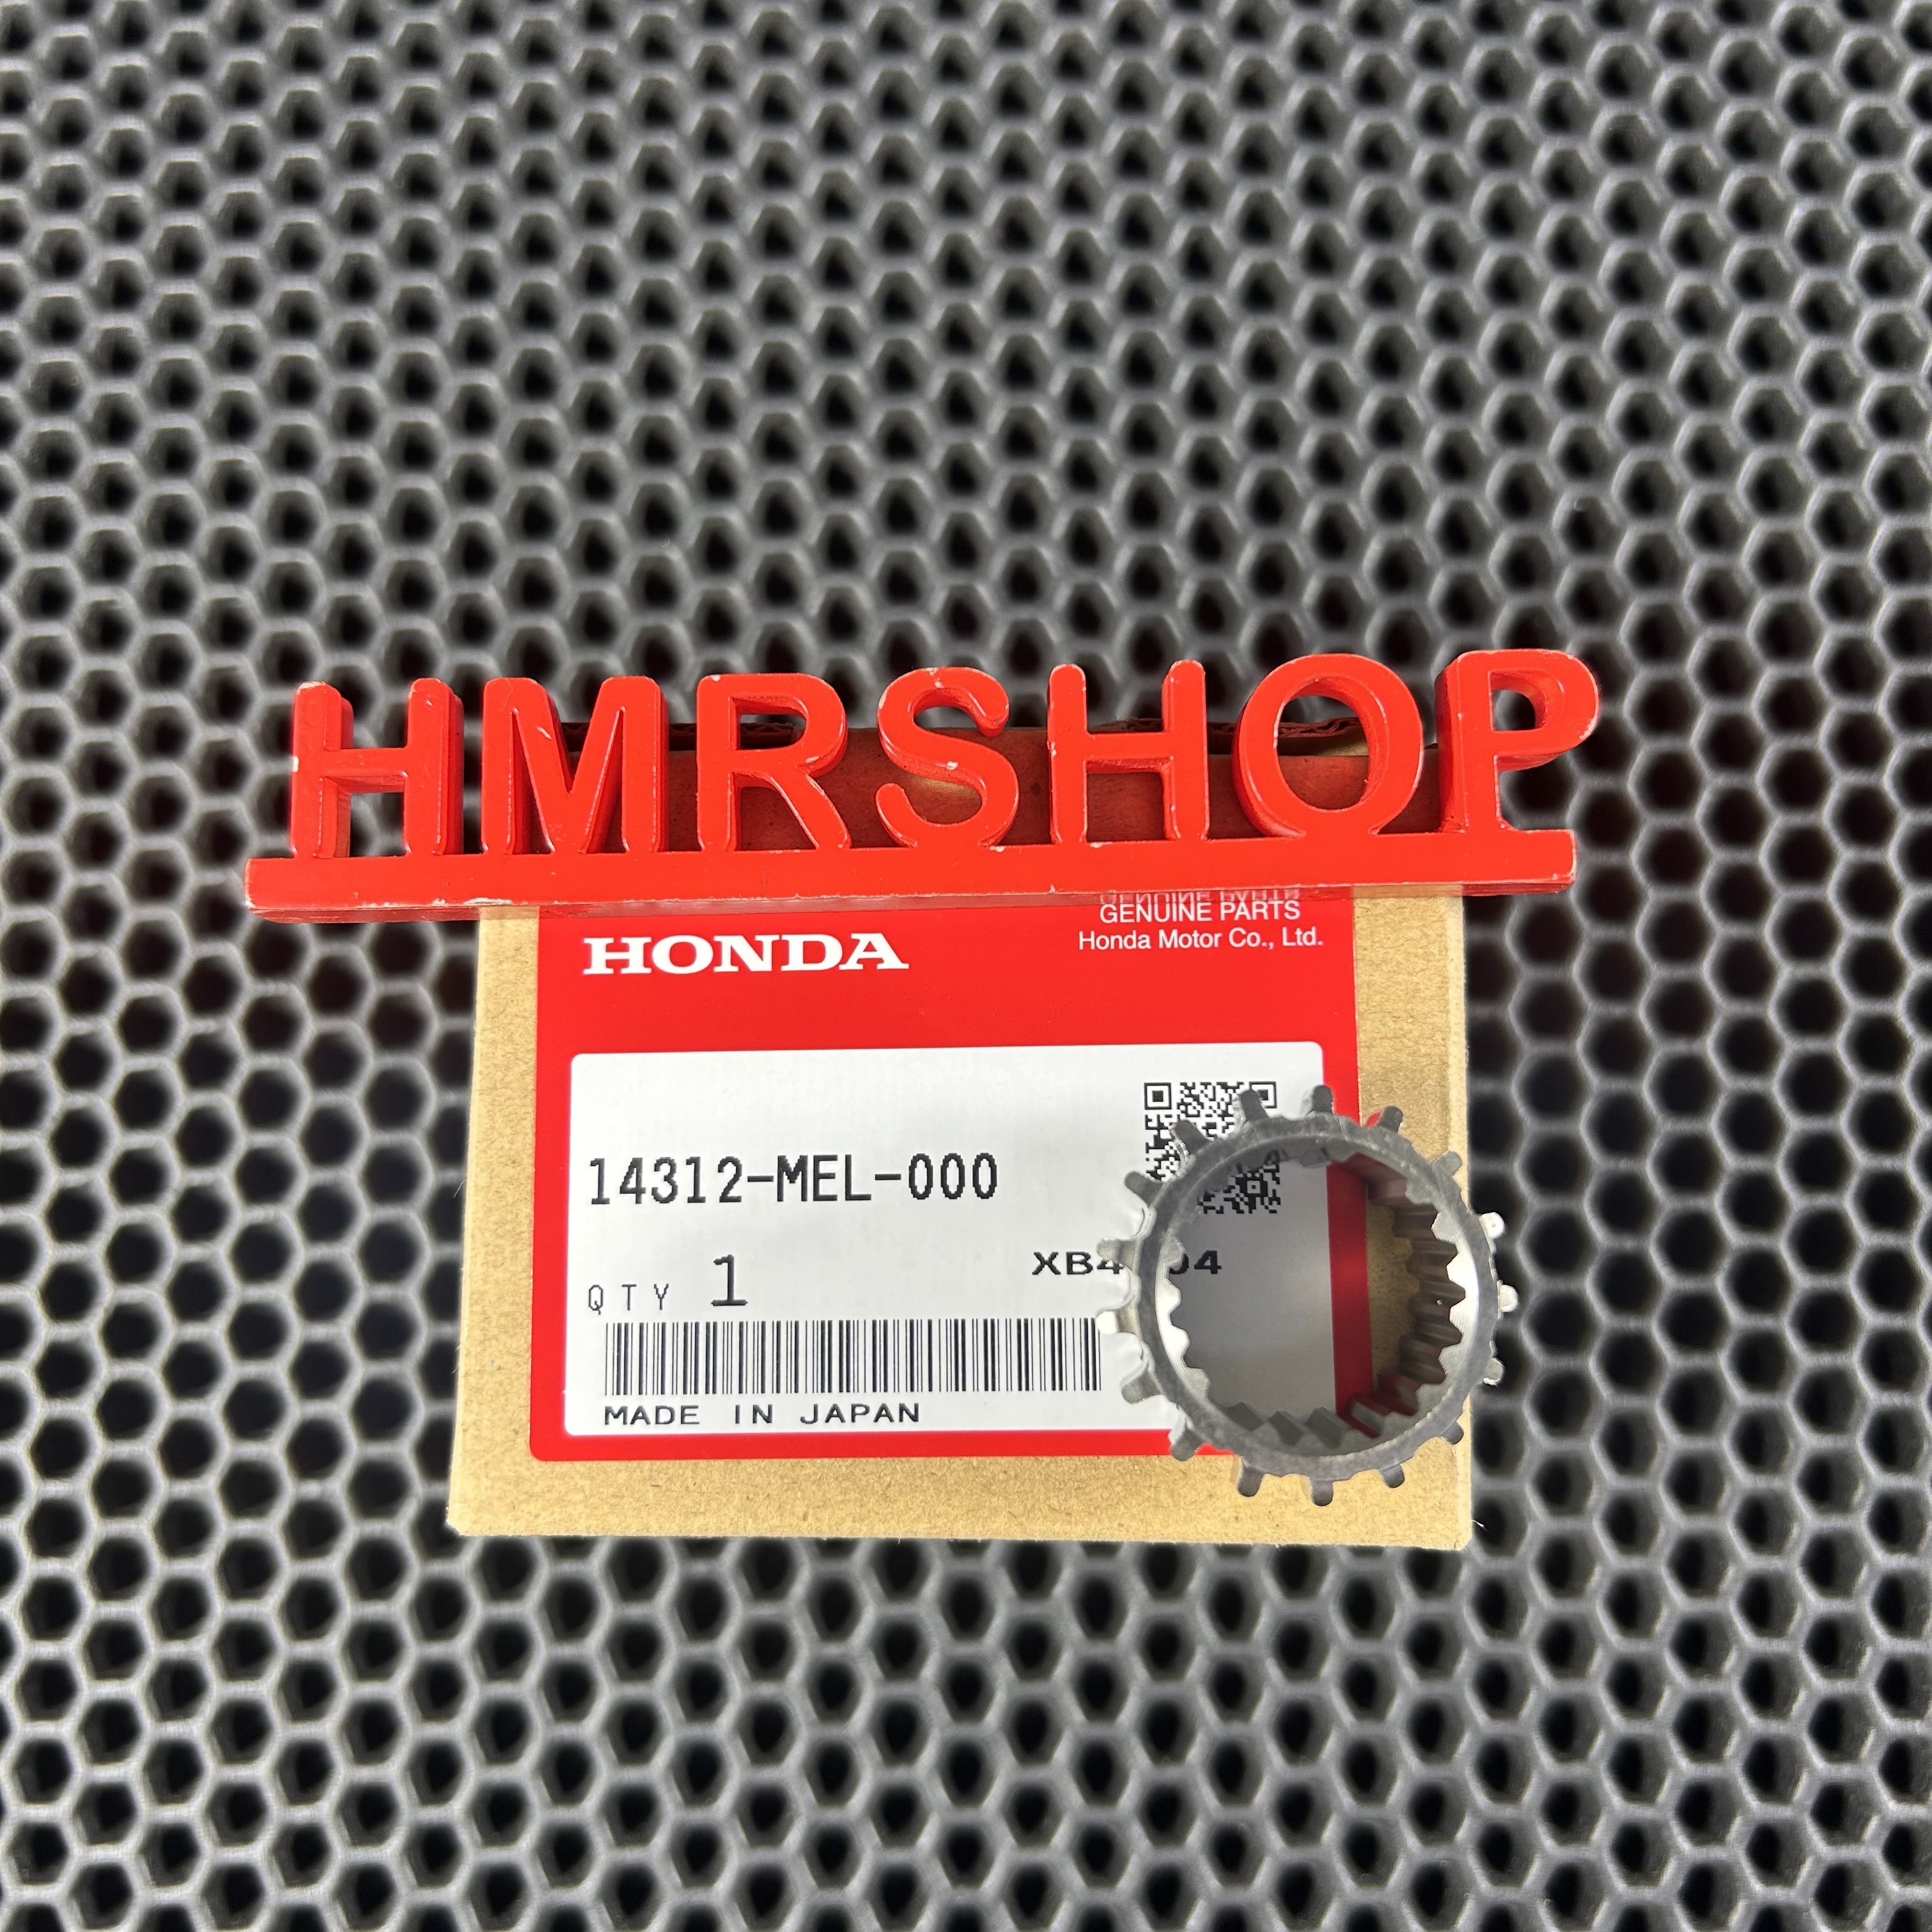 HMRSHOP
GENUINE PARTS
HONDA
Honda Motor Co., Ltd.
14312-MEL-000
QTY 1
MADE IN JAPAN